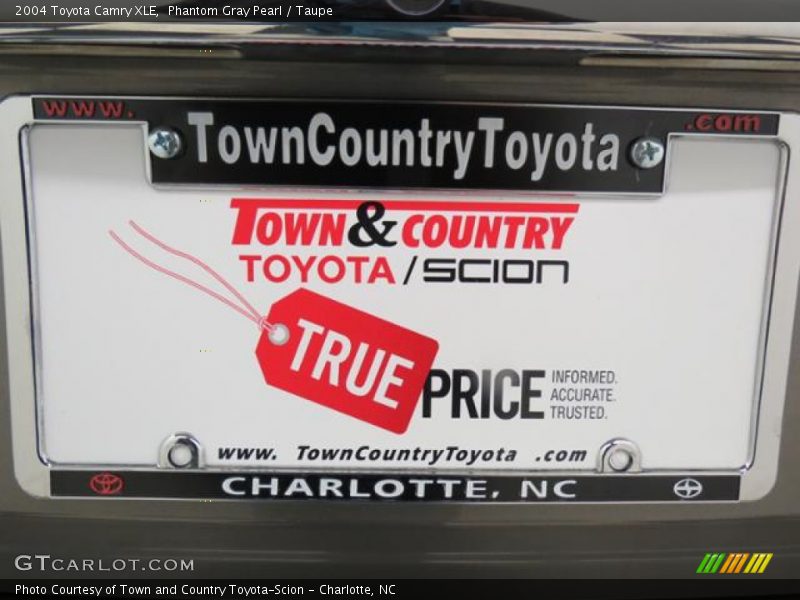 2004 Toyota Camry XLE, Phantom Gray Pearl / Taupe
www. .com
TownCountryToyota
TOWN & COUNTRY
TOYOTA / SCION
TRUE PRICE
INFORMED.
ACCURATE.
TRUSTED.
www. TownCountryToyota .com
CHARLOTTE, NC
GTCARLOT.COM
Photo Courtesy of Town and Country Toyota-Scion - Charlotte, NC